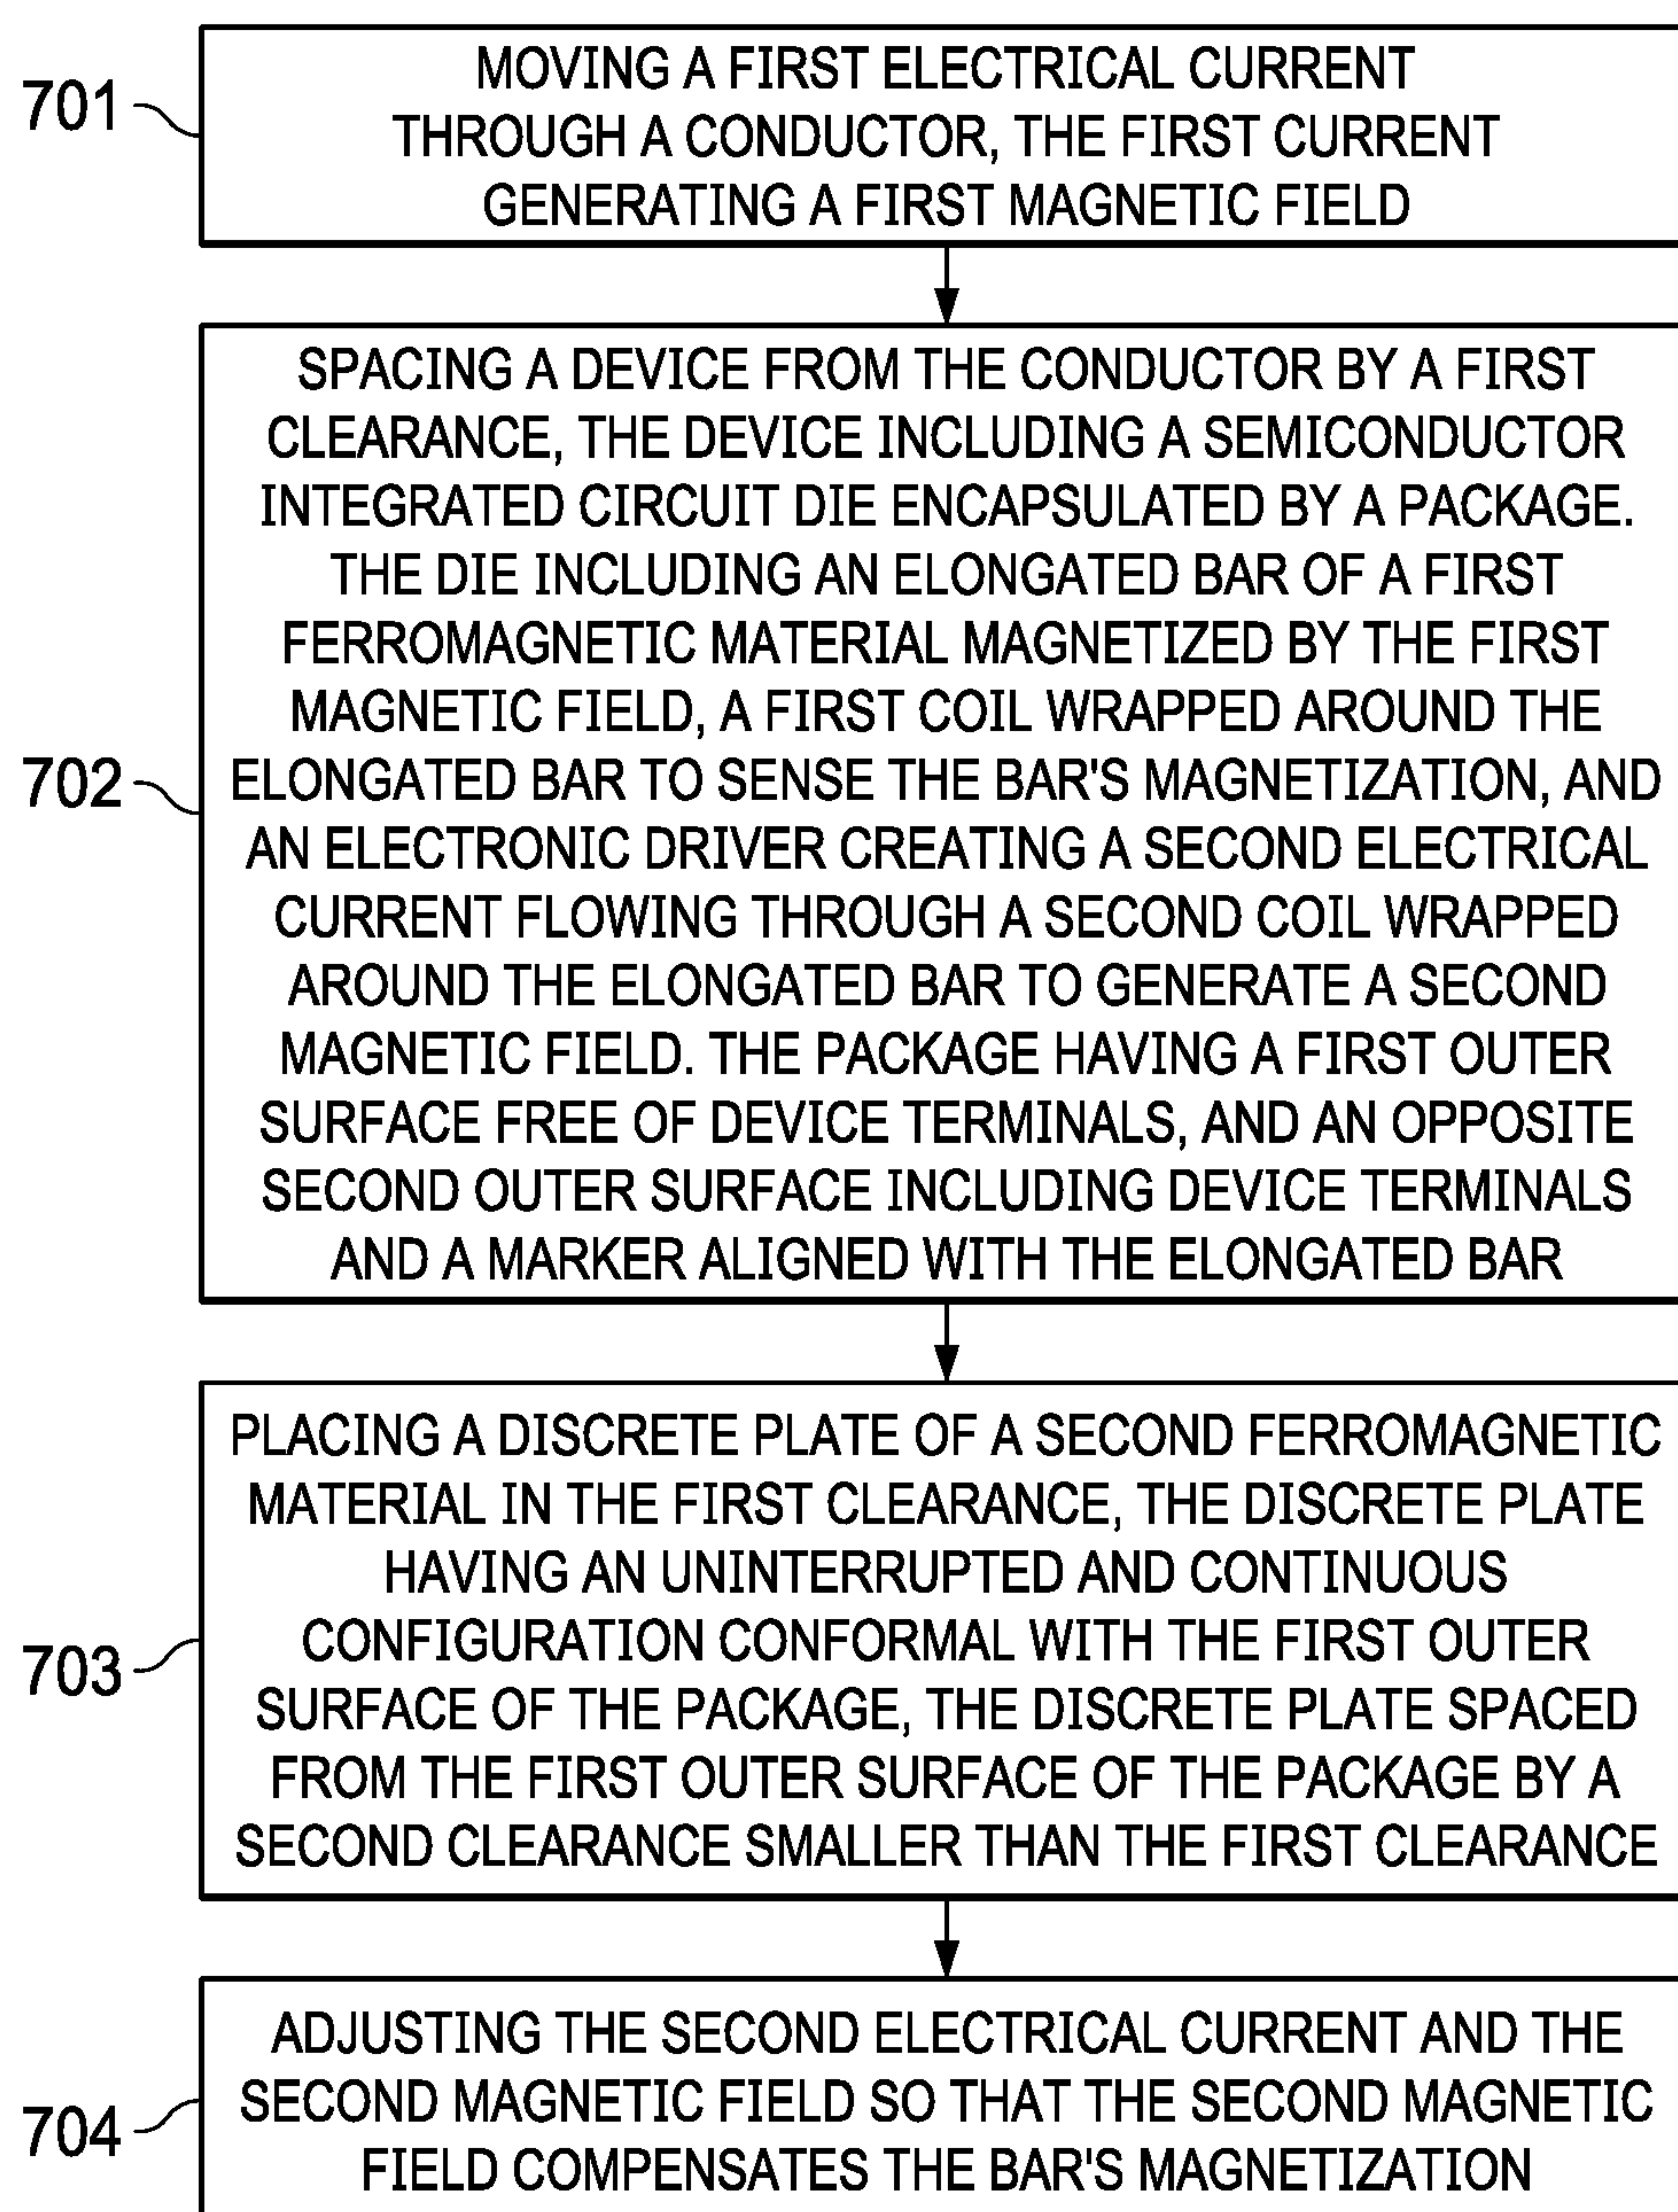 701
MOVING A FIRST ELECTRICAL CURRENT
THROUGH A CONDUCTOR, THE FIRST CURRENT
GENERATING A FIRST MAGNETIC FIELD
702
SPACING A DEVICE FROM THE CONDUCTOR BY A FIRST
CLEARANCE, THE DEVICE INCLUDING A SEMICONDUCTOR
INTEGRATED CIRCUIT DIE ENCAPSULATED BY A PACKAGE.
THE DIE INCLUDING AN ELONGATED BAR OF A FIRST
FERROMAGNETIC MATERIAL MAGNETIZED BY THE FIRST
MAGNETIC FIELD, A FIRST COIL WRAPPED AROUND THE
ELONGATED BAR TO SENSE THE BAR'S MAGNETIZATION, AND
AN ELECTRONIC DRIVER CREATING A SECOND ELECTRICAL
CURRENT FLOWING THROUGH A SECOND COIL WRAPPED
AROUND THE ELONGATED BAR TO GENERATE A SECOND
MAGNETIC FIELD. THE PACKAGE HAVING A FIRST OUTER
SURFACE FREE OF DEVICE TERMINALS, AND AN OPPOSITE
SECOND OUTER SURFACE INCLUDING DEVICE TERMINALS
AND A MARKER ALIGNED WITH THE ELONGATED BAR
703
PLACING A DISCRETE PLATE OF A SECOND FERROMAGNETIC
MATERIAL IN THE FIRST CLEARANCE, THE DISCRETE PLATE
HAVING AN UNINTERRUPTED AND CONTINUOUS
CONFIGURATION CONFORMAL WITH THE FIRST OUTER
SURFACE OF THE PACKAGE, THE DISCRETE PLATE SPACED
FROM THE FIRST OUTER SURFACE OF THE PACKAGE BY A
SECOND CLEARANCE SMALLER THAN THE FIRST CLEARANCE
704
ADJUSTING THE SECOND ELECTRICAL CURRENT AND THE
SECOND MAGNETIC FIELD SO THAT THE SECOND MAGNETIC
FIELD COMPENSATES THE BAR'S MAGNETIZATION